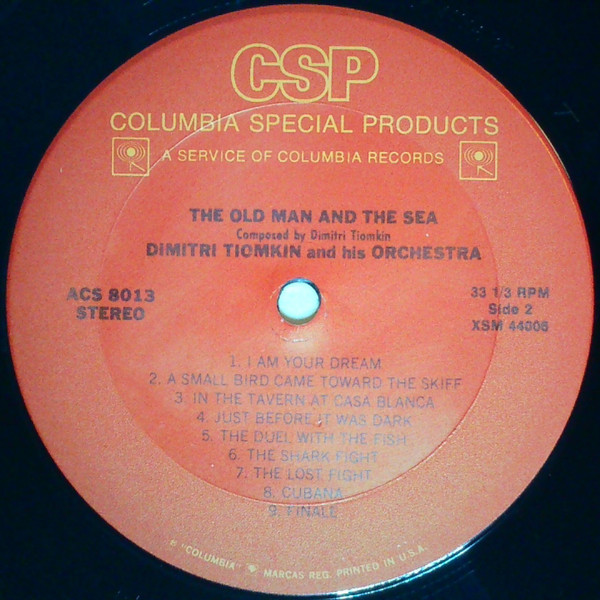 CSP
COLUMBIA SPECIAL PRODUCTS
A SERVICE OF COLUMBIA RECORDS
THE OLD MAN AND THE SEA
Composed by Dimitri Tiomkin
DIMITRI TIOMKIN and his ORCHESTRA
ACS 8013
STEREO
33 1/3 RPM
Side 2
XSM 44006
1. I AM YOUR DREAM
2. A SMALL BIRD CAME TOWARD THE SKIFF
3. IN THE TAVERN AT CASA BLANCA
4. JUST BEFORE IT WAS DARK
5. THE DUEL WITH THE FISH
6. THE SHARK FIGHT
7. THE LOST FIGHT
8. CUBANA
9. FINALE
"COLUMBIA" MARCAS REG. PRINTED IN U.S.A.